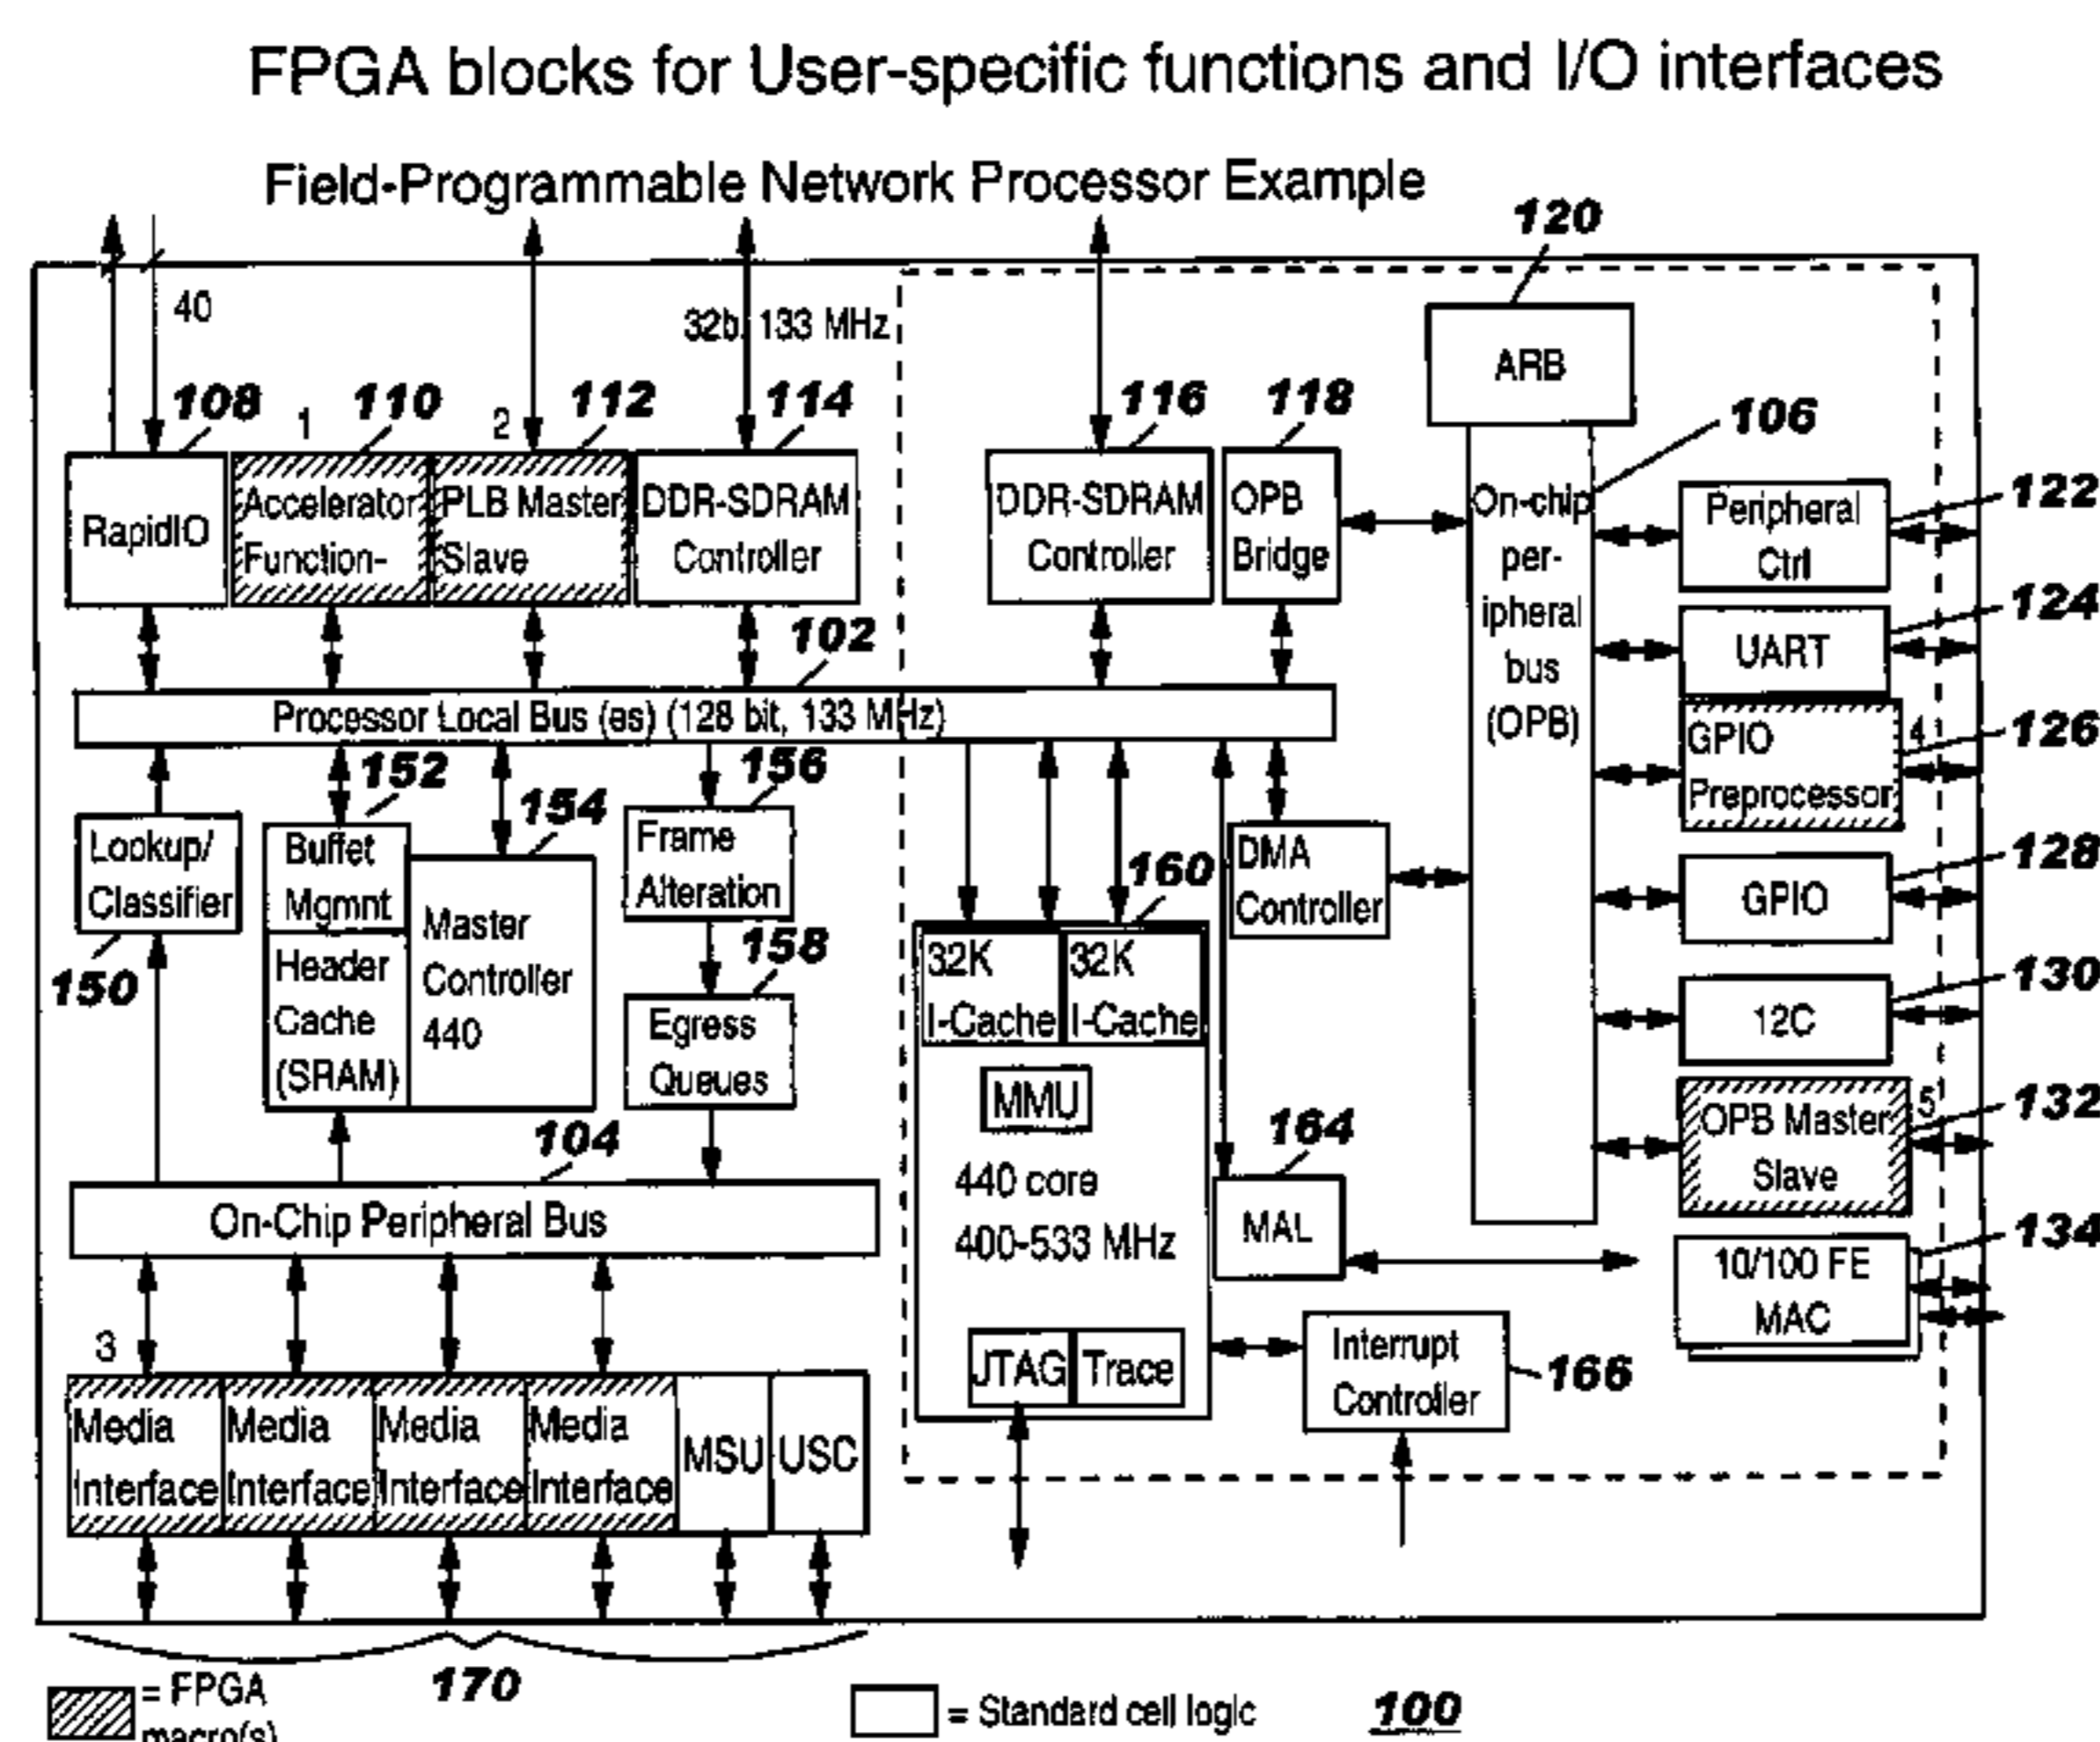 FPGA blocks for User-specific functions and I/O interfaces
Field-Programmable Network Processor Example
120
40
32b, 133 MHz
ARB
108
1
110
2
112
114
116
118
106
RapidIO
Accelerator
Function-
PLB Master
Slave
DDR-SDRAM
Controller
DDR-SDRAM
Controller
OPB
Bridge
On-chip
per-
ipheral
bus
(OPB)
Peripheral
Ctrl
122
UART
124
102
Processor Local Bus (es) (128 bit, 133 MHz)
GPIO
Preprocessor
4
126
152
154
156
Lookup/
Classifier
150
Buffet
Mgmnt
Header
Cache
(SRAM)
Master
Controller
440
Frame
Alteration
158
Egress
Queues
160
DMA
Controller
GPIO
128
32K
I-Cache
32K
I-Cache
12C
130
MMU
440 core
400-533 MHz
164
MAL
OPB Master
Slave
5
132
104
On-Chip Peripheral Bus
10/100 FE
MAC
134
JTAG
Trace
Interrupt
Controller
166
3
Media
Interface
Media
Interface
Media
Interface
Media
Interface
MSU
USC
170
= FPGA
macro(s)
= Standard cell logic
100